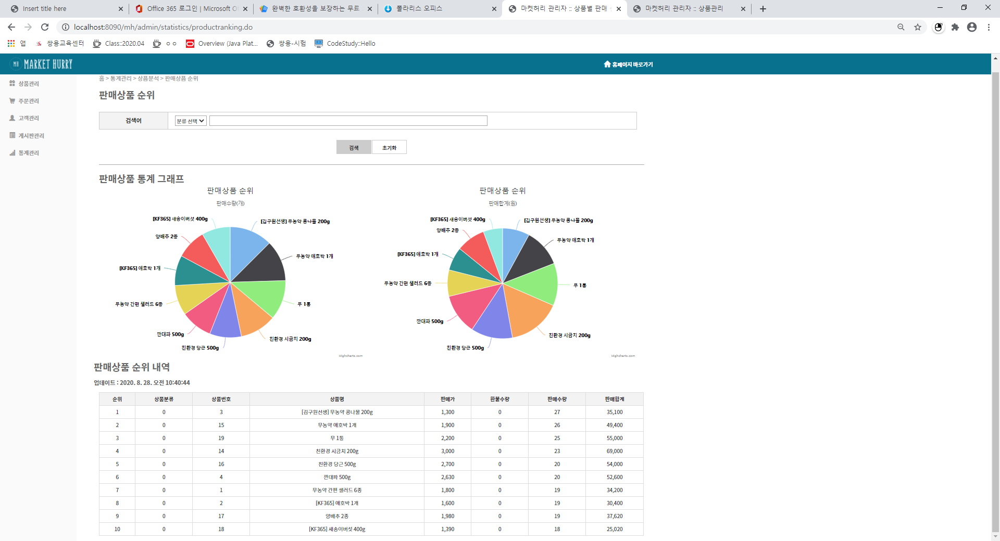 Insert title here
Office 365 로그인 | Microsoft O
완벽한 호환성을 보장하는 무료
폴라리스 오피스
마켓허리 관리자 :: 상품별 판매
마켓허리 관리자 :: 상품관리
localhost:8090/mh/admin/statistics/productranking.do
앱 쌍용교육센터 Class::2020.04 ㅇㅇ Overview (Java Plat... 쌍용-시험 CodeStudy::Hello
MH MARKET HURRY
홈페이지 바로가기
상품관리
주문관리
고객관리
게시판관리
통계관리
홈 > 통계관리 > 상품분석 > 판매상품 순위
판매상품 순위
검색어 분류 선택
검색 초기화
판매상품 통계 그래프
판매상품 순위
판매수량(개)
[KF365] 새송이버섯 400g
[김구원선생] 무농약 콩나물 200g
양배추 2종
무농약 애호박 1개
[KF365] 애호박 1개
무농약 간편 샐러드 6종
무 1통
깐대파 500g
친환경 시금치 200g
친환경 당근 500g
Highcharts.com
판매상품 순위
판매합계(원)
[KF365] 새송이버섯 400g
[김구원선생] 무농약 콩나물 200g
양배추 2종
무농약 애호박 1개
[KF365] 애호박 1개
무농약 간편 샐러드 6종
무 1통
깐대파 500g
친환경 시금치 200g
친환경 당근 500g
Highcharts.com
판매상품 순위 내역
업데이트 : 2020. 8. 28. 오전 10:40:44
순위 상품분류 상품번호 상품명 판매가 환불수량 판매수량 판매합계
1 0 3 [김구원선생] 무농약 콩나물 200g 1,300 0 27 35,100
2 0 15 무농약 애호박 1개 1,900 0 26 49,400
3 0 19 무 1통 2,200 0 25 55,000
4 0 14 친환경 시금치 200g 3,000 0 23 69,000
5 0 16 친환경 당근 500g 2,700 0 20 54,000
6 0 4 깐대파 500g 2,630 0 20 52,600
7 0 1 무농약 간편 샐러드 6종 1,800 0 19 34,200
8 0 2 [KF365] 애호박 1개 1,600 0 19 30,400
9 0 17 양배추 2종 1,980 0 19 37,620
10 0 18 [KF365] 새송이버섯 400g 1,390 0 18 25,020